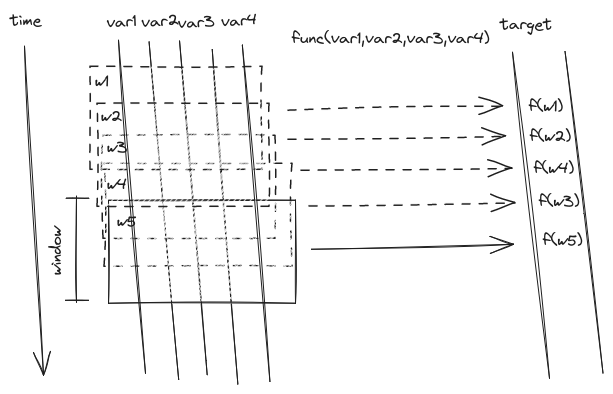 time
var1 var2 var3 var4
func(var1,var2,var3,var4)
target
w1
w2
w3
w4
w5
window
f(w1)
f(w2)
f(w4)
f(w3)
f(w5)